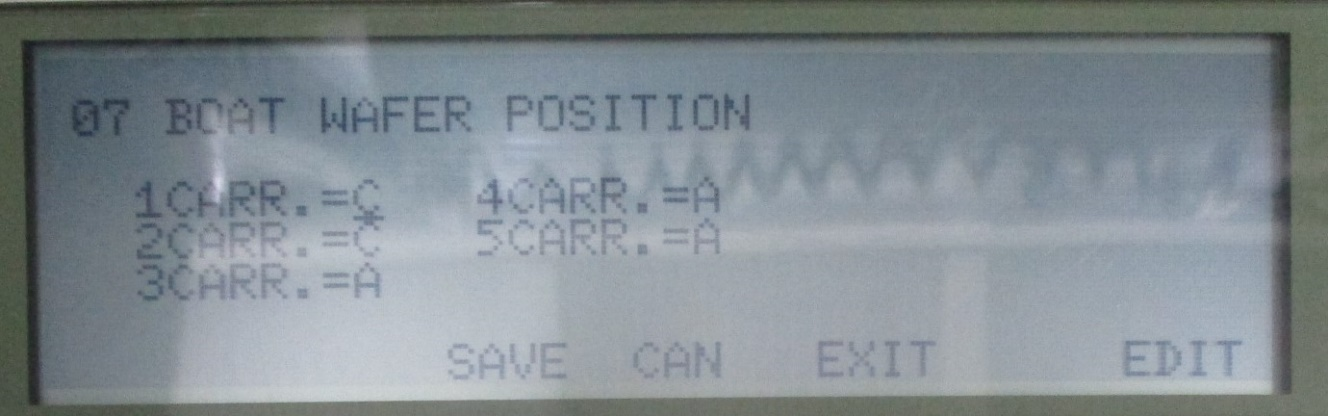 07 BOAT WAFER POSITION
1CARR.=C 4CARR.=A
2CARR.=C 5CARR.=A
3CARR.=A
SAVE CAN EXIT EDIT